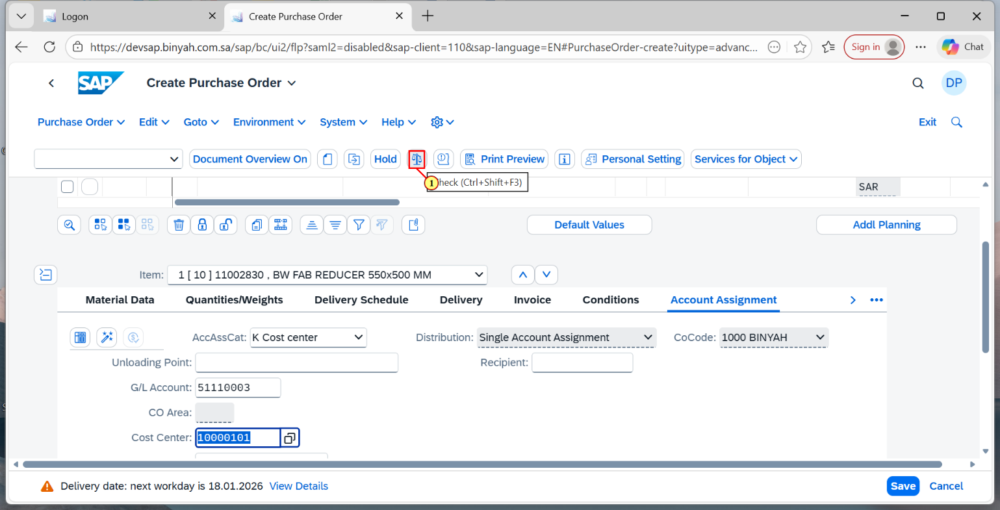 Logon
Create Purchase Order
https://devsap.binyah.com.sa/sap/bc/ui2/flp?saml2=disabled&sap-client=110&sap-language=EN#PurchaseOrder-create?uitype=advanc...
Sign in
Chat
SAP
Create Purchase Order
DP
Purchase Order
Edit
Goto
Environment
System
Help
Exit
Document Overview On
Hold
Print Preview
Personal Setting
Services for Object
1
heck (Ctrl+Shift+F3)
SAR
Default Values
Addl Planning
Item: 1 [ 10 ] 11002830 , BW FAB REDUCER 550x500 MM
Material Data
Quantities/Weights
Delivery Schedule
Delivery
Invoice
Conditions
Account Assignment
AccAssCat: K Cost center
Distribution: Single Account Assignment
CoCode: 1000 BINYAH
Unloading Point:
Recipient:
G/L Account: 51110003
CO Area:
Cost Center: 10000101
Delivery date: next workday is 18.01.2026 View Details
Save
Cancel